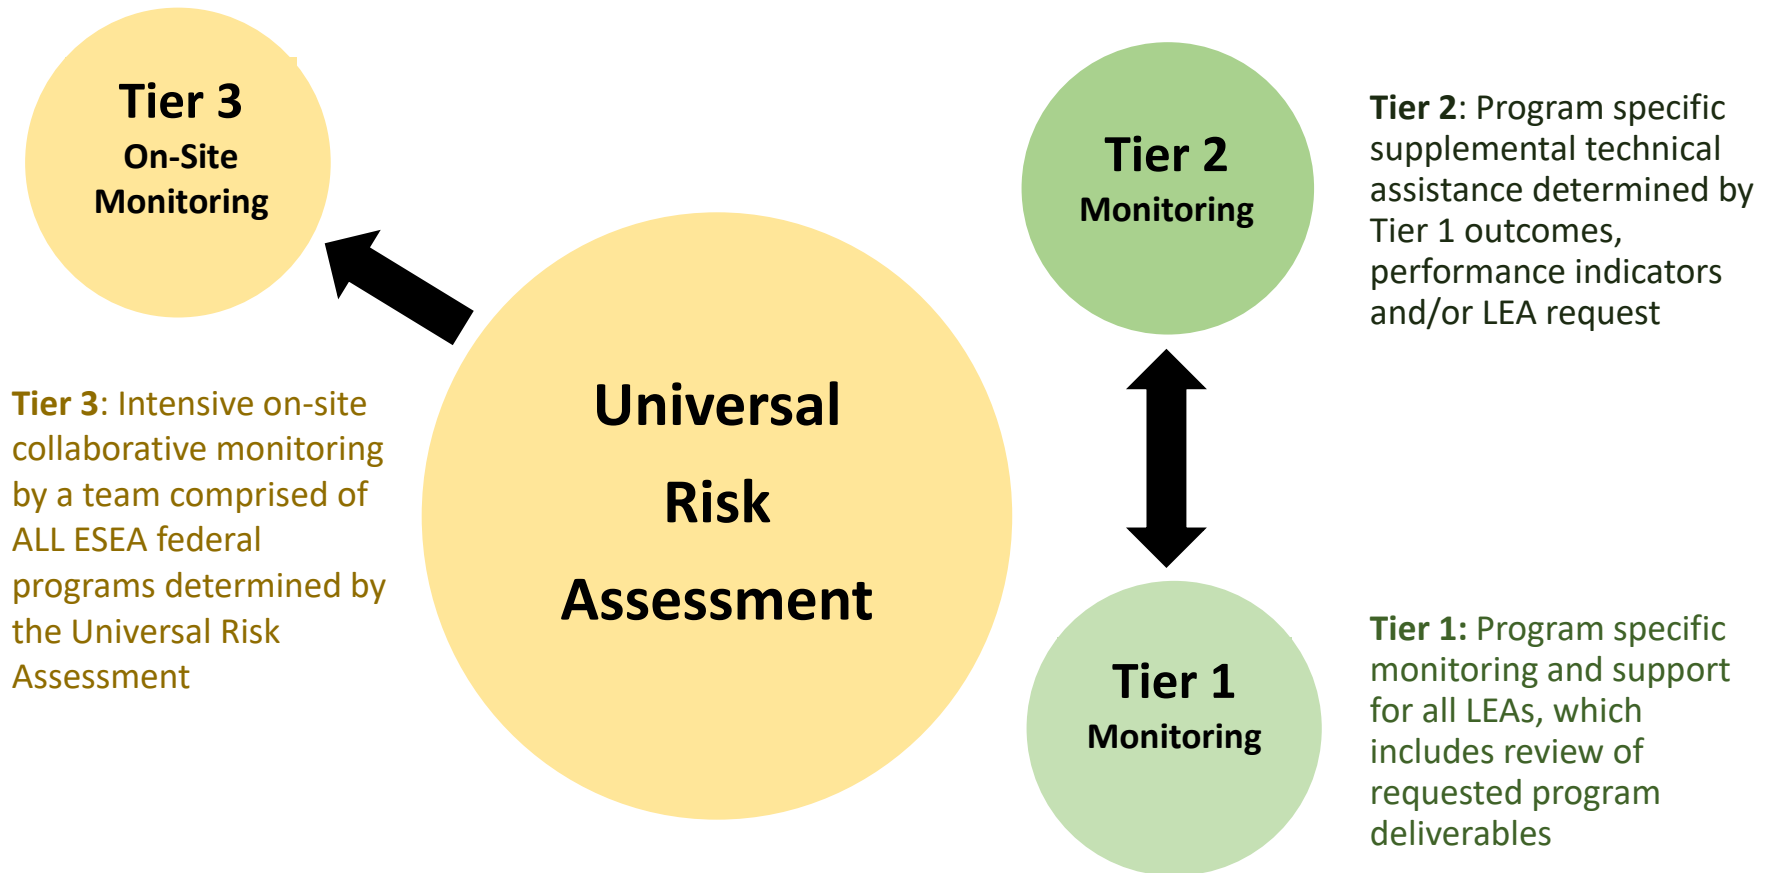 Tier 3
On-Site
Monitoring
Tier 3: Intensive on-site
collaborative monitoring
by a team comprised of
ALL ESEA federal
programs determined by
the Universal Risk
Assessment
Universal
Risk
Assessment
Tier 2
Monitoring
Tier 2: Program specific
supplemental technical
assistance determined by
Tier 1 outcomes,
performance indicators
and/or LEA request
Tier 1
Monitoring
Tier 1: Program specific
monitoring and support
for all LEAs, which
includes review of
requested program
deliverables